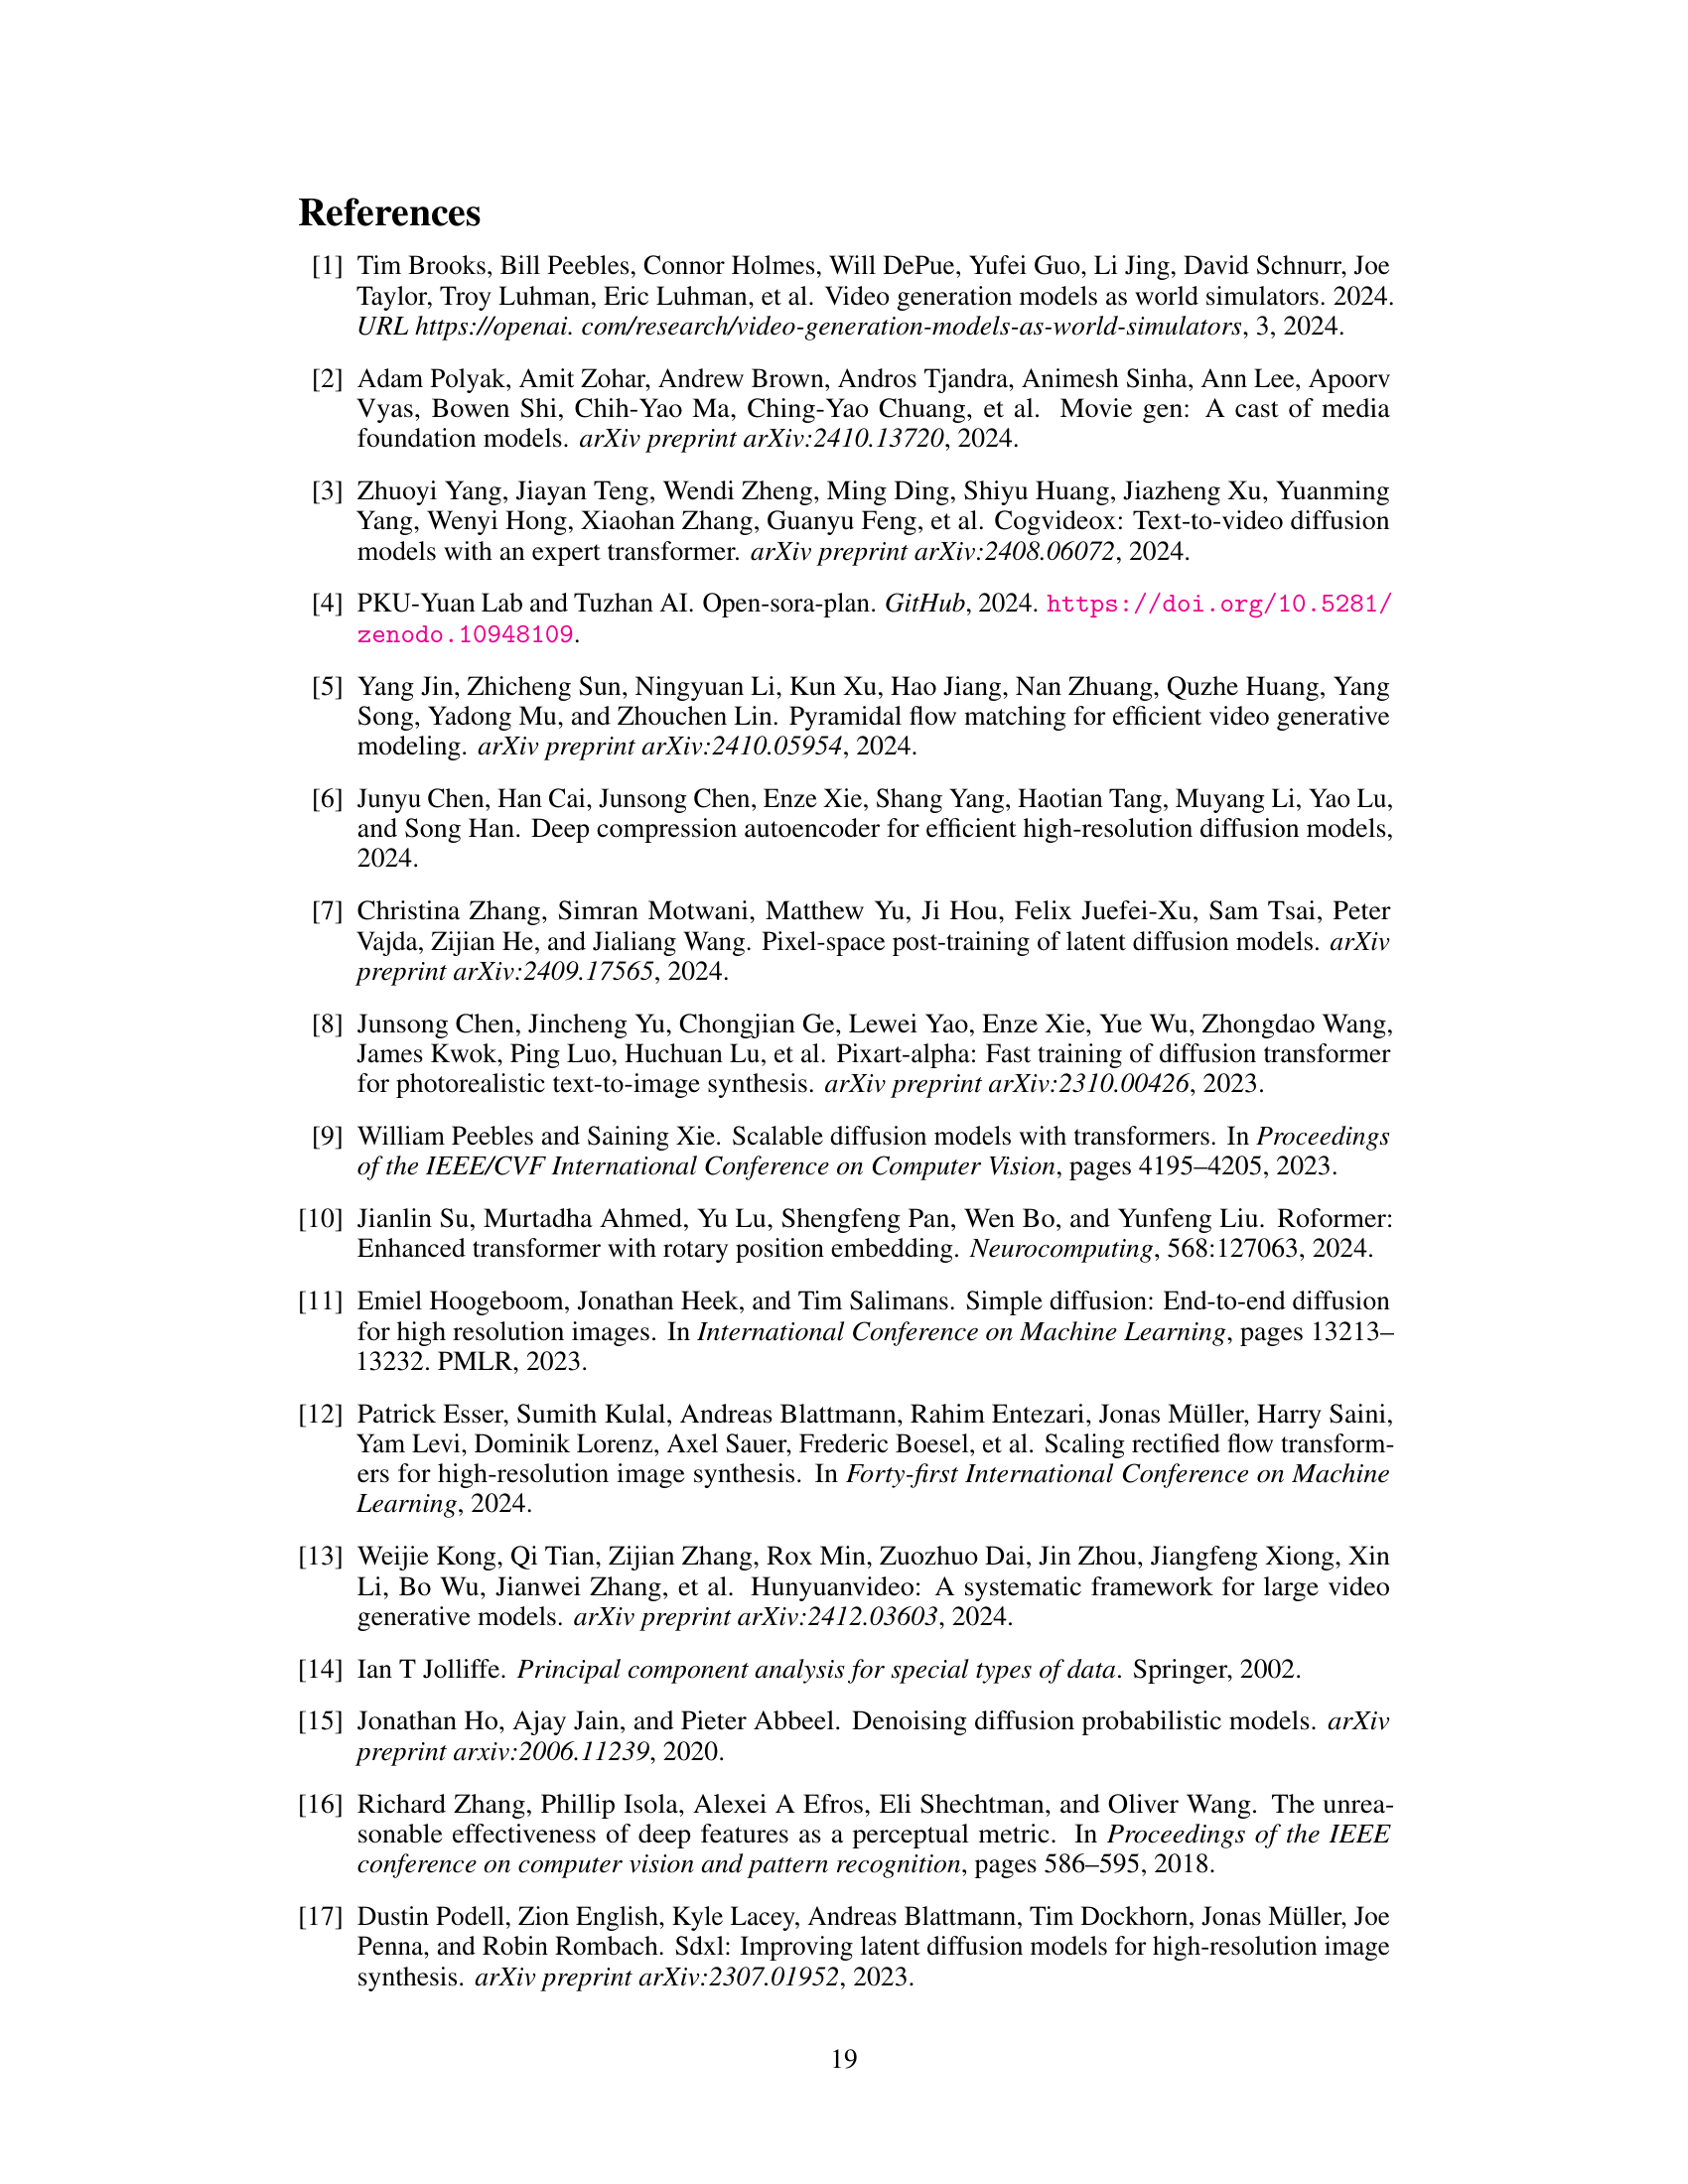 References
[1] Tim Brooks, Bill Peebles, Connor Holmes, Will DePue, Yufei Guo, Li Jing, David Schnurr, Joe
Taylor, Troy Luhman, Eric Luhman, et al. Video generation models as world simulators. 2024.
URL https://openai. com/research/video-generation-models-as-world-simulators, 3, 2024.
[2] Adam Polyak, Amit Zohar, Andrew Brown, Andros Tjandra, Animesh Sinha, Ann Lee, Apoorv
Vyas, Bowen Shi, Chih-Yao Ma, Ching-Yao Chuang, et al. Movie gen: A cast of media
foundation models. arXiv preprint arXiv:2410.13720, 2024.
[3] Zhuoyi Yang, Jiayan Teng, Wendi Zheng, Ming Ding, Shiyu Huang, Jiazheng Xu, Yuanming
Yang, Wenyi Hong, Xiaohan Zhang, Guanyu Feng, et al. Cogvideox: Text-to-video diffusion
models with an expert transformer. arXiv preprint arXiv:2408.06072, 2024.
[4] PKU-Yuan Lab and Tuzhan AI. Open-sora-plan. GitHub, 2024. https://doi.org/10.5281/
zenodo.10948109.
[5] Yang Jin, Zhicheng Sun, Ningyuan Li, Kun Xu, Hao Jiang, Nan Zhuang, Quzhe Huang, Yang
Song, Yadong Mu, and Zhouchen Lin. Pyramidal flow matching for efficient video generative
modeling. arXiv preprint arXiv:2410.05954, 2024.
[6] Junyu Chen, Han Cai, Junsong Chen, Enze Xie, Shang Yang, Haotian Tang, Muyang Li, Yao Lu,
and Song Han. Deep compression autoencoder for efficient high-resolution diffusion models,
2024.
[7] Christina Zhang, Simran Motwani, Matthew Yu, Ji Hou, Felix Juefei-Xu, Sam Tsai, Peter
Vajda, Zijian He, and Jialiang Wang. Pixel-space post-training of latent diffusion models. arXiv
preprint arXiv:2409.17565, 2024.
[8] Junsong Chen, Jincheng Yu, Chongjian Ge, Lewei Yao, Enze Xie, Yue Wu, Zhongdao Wang,
James Kwok, Ping Luo, Huchuan Lu, et al. Pixart-alpha: Fast training of diffusion transformer
for photorealistic text-to-image synthesis. arXiv preprint arXiv:2310.00426, 2023.
[9] William Peebles and Saining Xie. Scalable diffusion models with transformers. In Proceedings
of the IEEE/CVF International Conference on Computer Vision, pages 4195–4205, 2023.
[10] Jianlin Su, Murtadha Ahmed, Yu Lu, Shengfeng Pan, Wen Bo, and Yunfeng Liu. Roformer:
Enhanced transformer with rotary position embedding. Neurocomputing, 568:127063, 2024.
[11] Emiel Hoogeboom, Jonathan Heek, and Tim Salimans. Simple diffusion: End-to-end diffusion
for high resolution images. In International Conference on Machine Learning, pages 13213–
13232. PMLR, 2023.
[12] Patrick Esser, Sumith Kulal, Andreas Blattmann, Rahim Entezari, Jonas Müller, Harry Saini,
Yam Levi, Dominik Lorenz, Axel Sauer, Frederic Boesel, et al. Scaling rectified flow transform-
ers for high-resolution image synthesis. In Forty-first International Conference on Machine
Learning, 2024.
[13] Weijie Kong, Qi Tian, Zijian Zhang, Rox Min, Zuozhuo Dai, Jin Zhou, Jiangfeng Xiong, Xin
Li, Bo Wu, Jianwei Zhang, et al. Hunyuanvideo: A systematic framework for large video
generative models. arXiv preprint arXiv:2412.03603, 2024.
[14] Ian T Jolliffe. Principal component analysis for special types of data. Springer, 2002.
[15] Jonathan Ho, Ajay Jain, and Pieter Abbeel. Denoising diffusion probabilistic models. arXiv
preprint arxiv:2006.11239, 2020.
[16] Richard Zhang, Phillip Isola, Alexei A Efros, Eli Shechtman, and Oliver Wang. The unrea-
sonable effectiveness of deep features as a perceptual metric. In Proceedings of the IEEE
conference on computer vision and pattern recognition, pages 586–595, 2018.
[17] Dustin Podell, Zion English, Kyle Lacey, Andreas Blattmann, Tim Dockhorn, Jonas Müller, Joe
Penna, and Robin Rombach. Sdxl: Improving latent diffusion models for high-resolution image
synthesis. arXiv preprint arXiv:2307.01952, 2023.
19